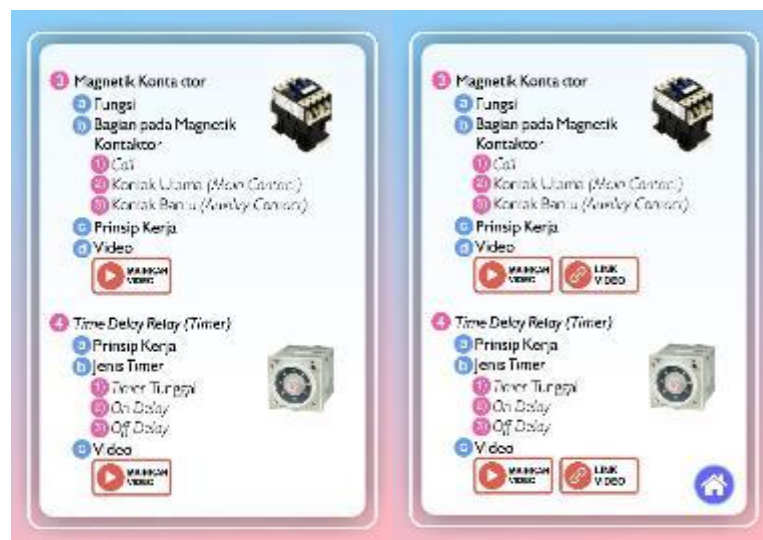 3 Magnetik Kontaktor
a Fungsi
b Bagian pada Magnetik
Kontaktor
1) Coil
2) Kontak Utama (Main Contact)
3) Kontak Bantu (Auxiliry Contact)
c Prinsip Kerja
d Video
MAINKAN
VIDEO
4 Time Delay Relay (Timer)
a Prinsip Kerja
b Jenis Timer
1) Timer Tunggal
2) On Delay
3) Off Delay
c Video
MAINKAN
VIDEO
3 Magnetik Kontaktor
a Fungsi
b Bagian pada Magnetik
Kontaktor
1) Coil
2) Kontak Utama (Main Contact)
3) Kontak Bantu (Auxiliry Contact)
c Prinsip Kerja
d Video
MAINKAN
VIDEO
LINK
VIDEO
4 Time Delay Relay (Timer)
a Prinsip Kerja
b Jenis Timer
1) Timer Tunggal
2) On Delay
3) Off Delay
c Video
MAINKAN
VIDEO
LINK
VIDEO